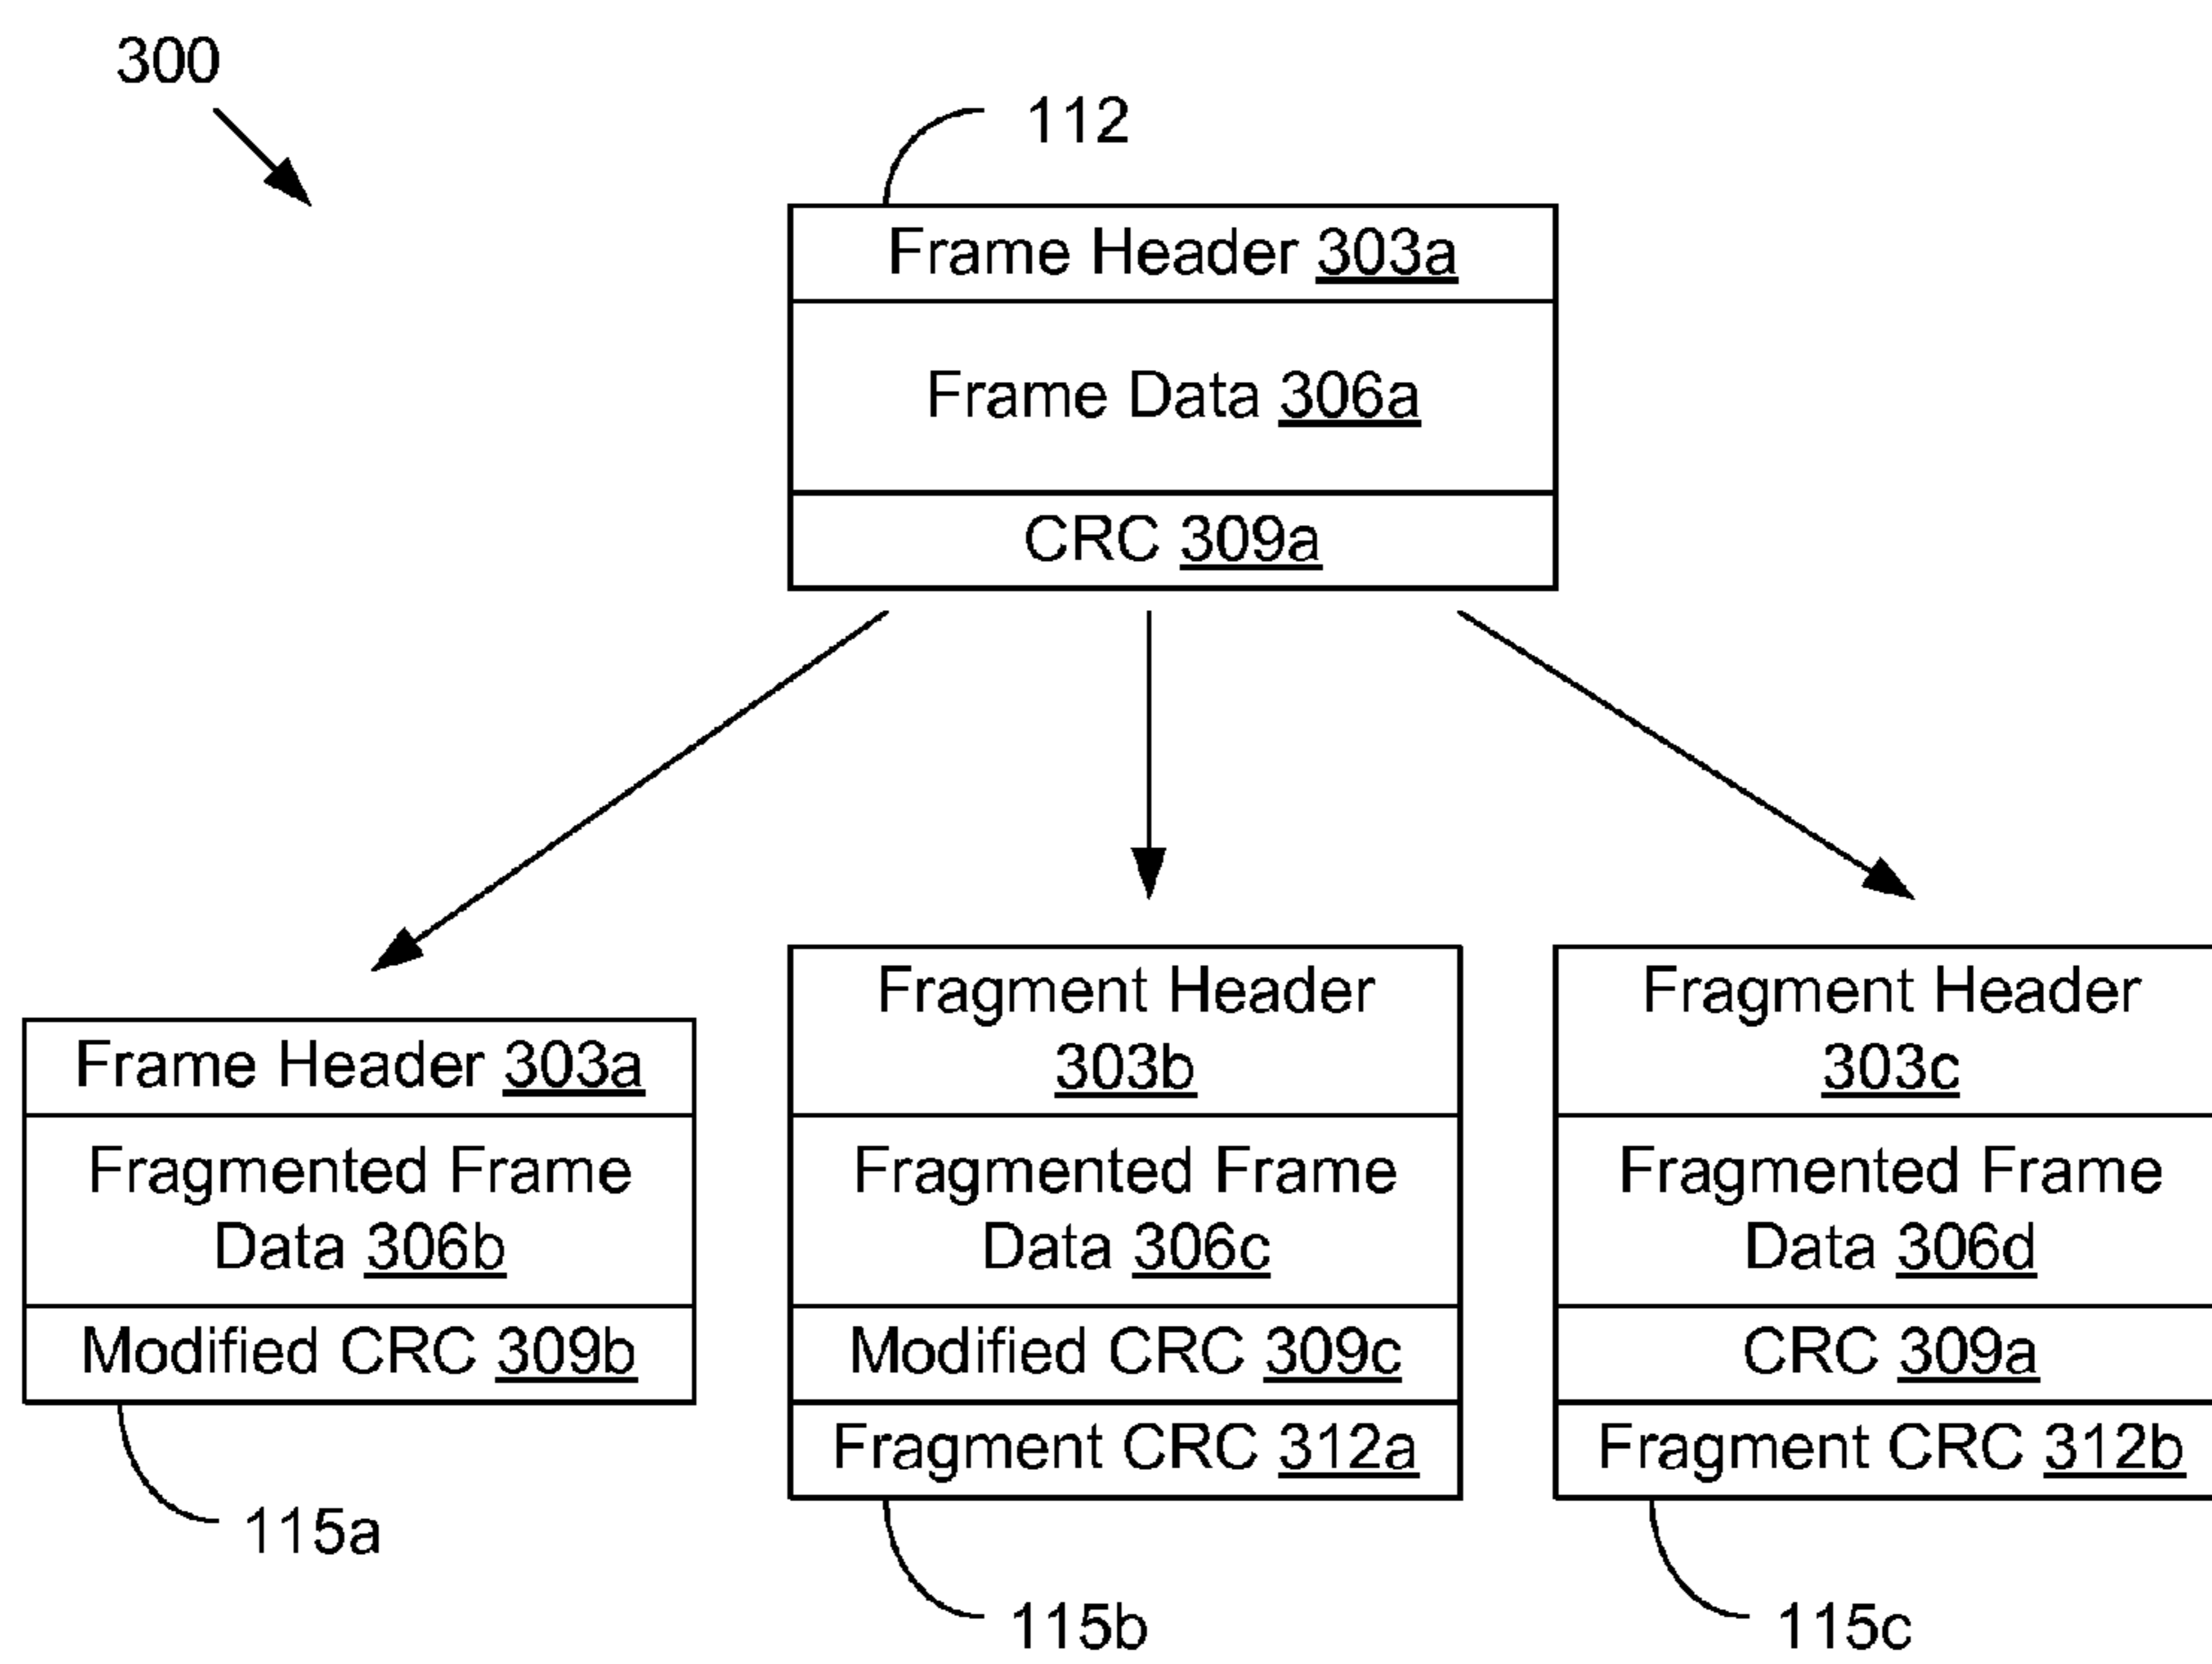 300
112
Frame Header 303a
Frame Data 306a
CRC 309a
Frame Header 303a
Fragmented Frame
Data 306b
Modified CRC 309b
115a
Fragment Header
303b
Fragmented Frame
Data 306c
Modified CRC 309c
Fragment CRC 312a
115b
Fragment Header
303c
Fragmented Frame
Data 306d
CRC 309a
Fragment CRC 312b
115c